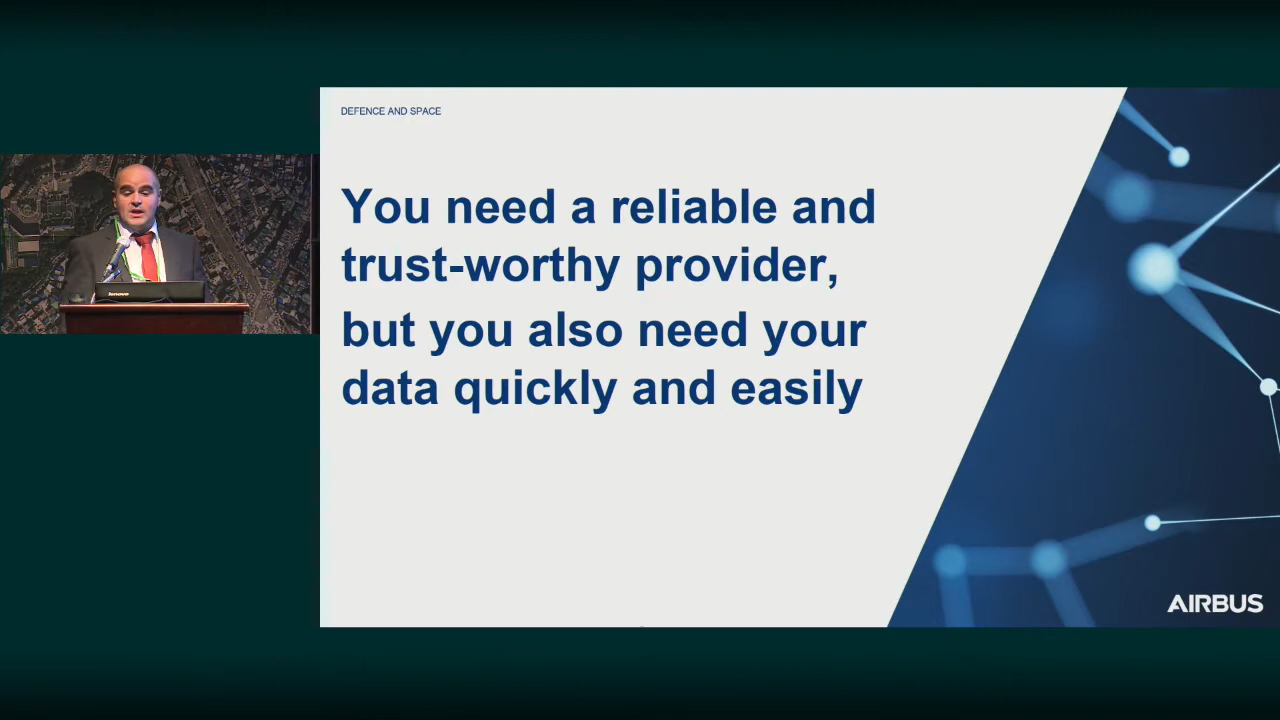 DEFENCE AND SPACE
You need a reliable and
trust-worthy provider,
but you also need your
data quickly and easily
lenovo
AIRBUS